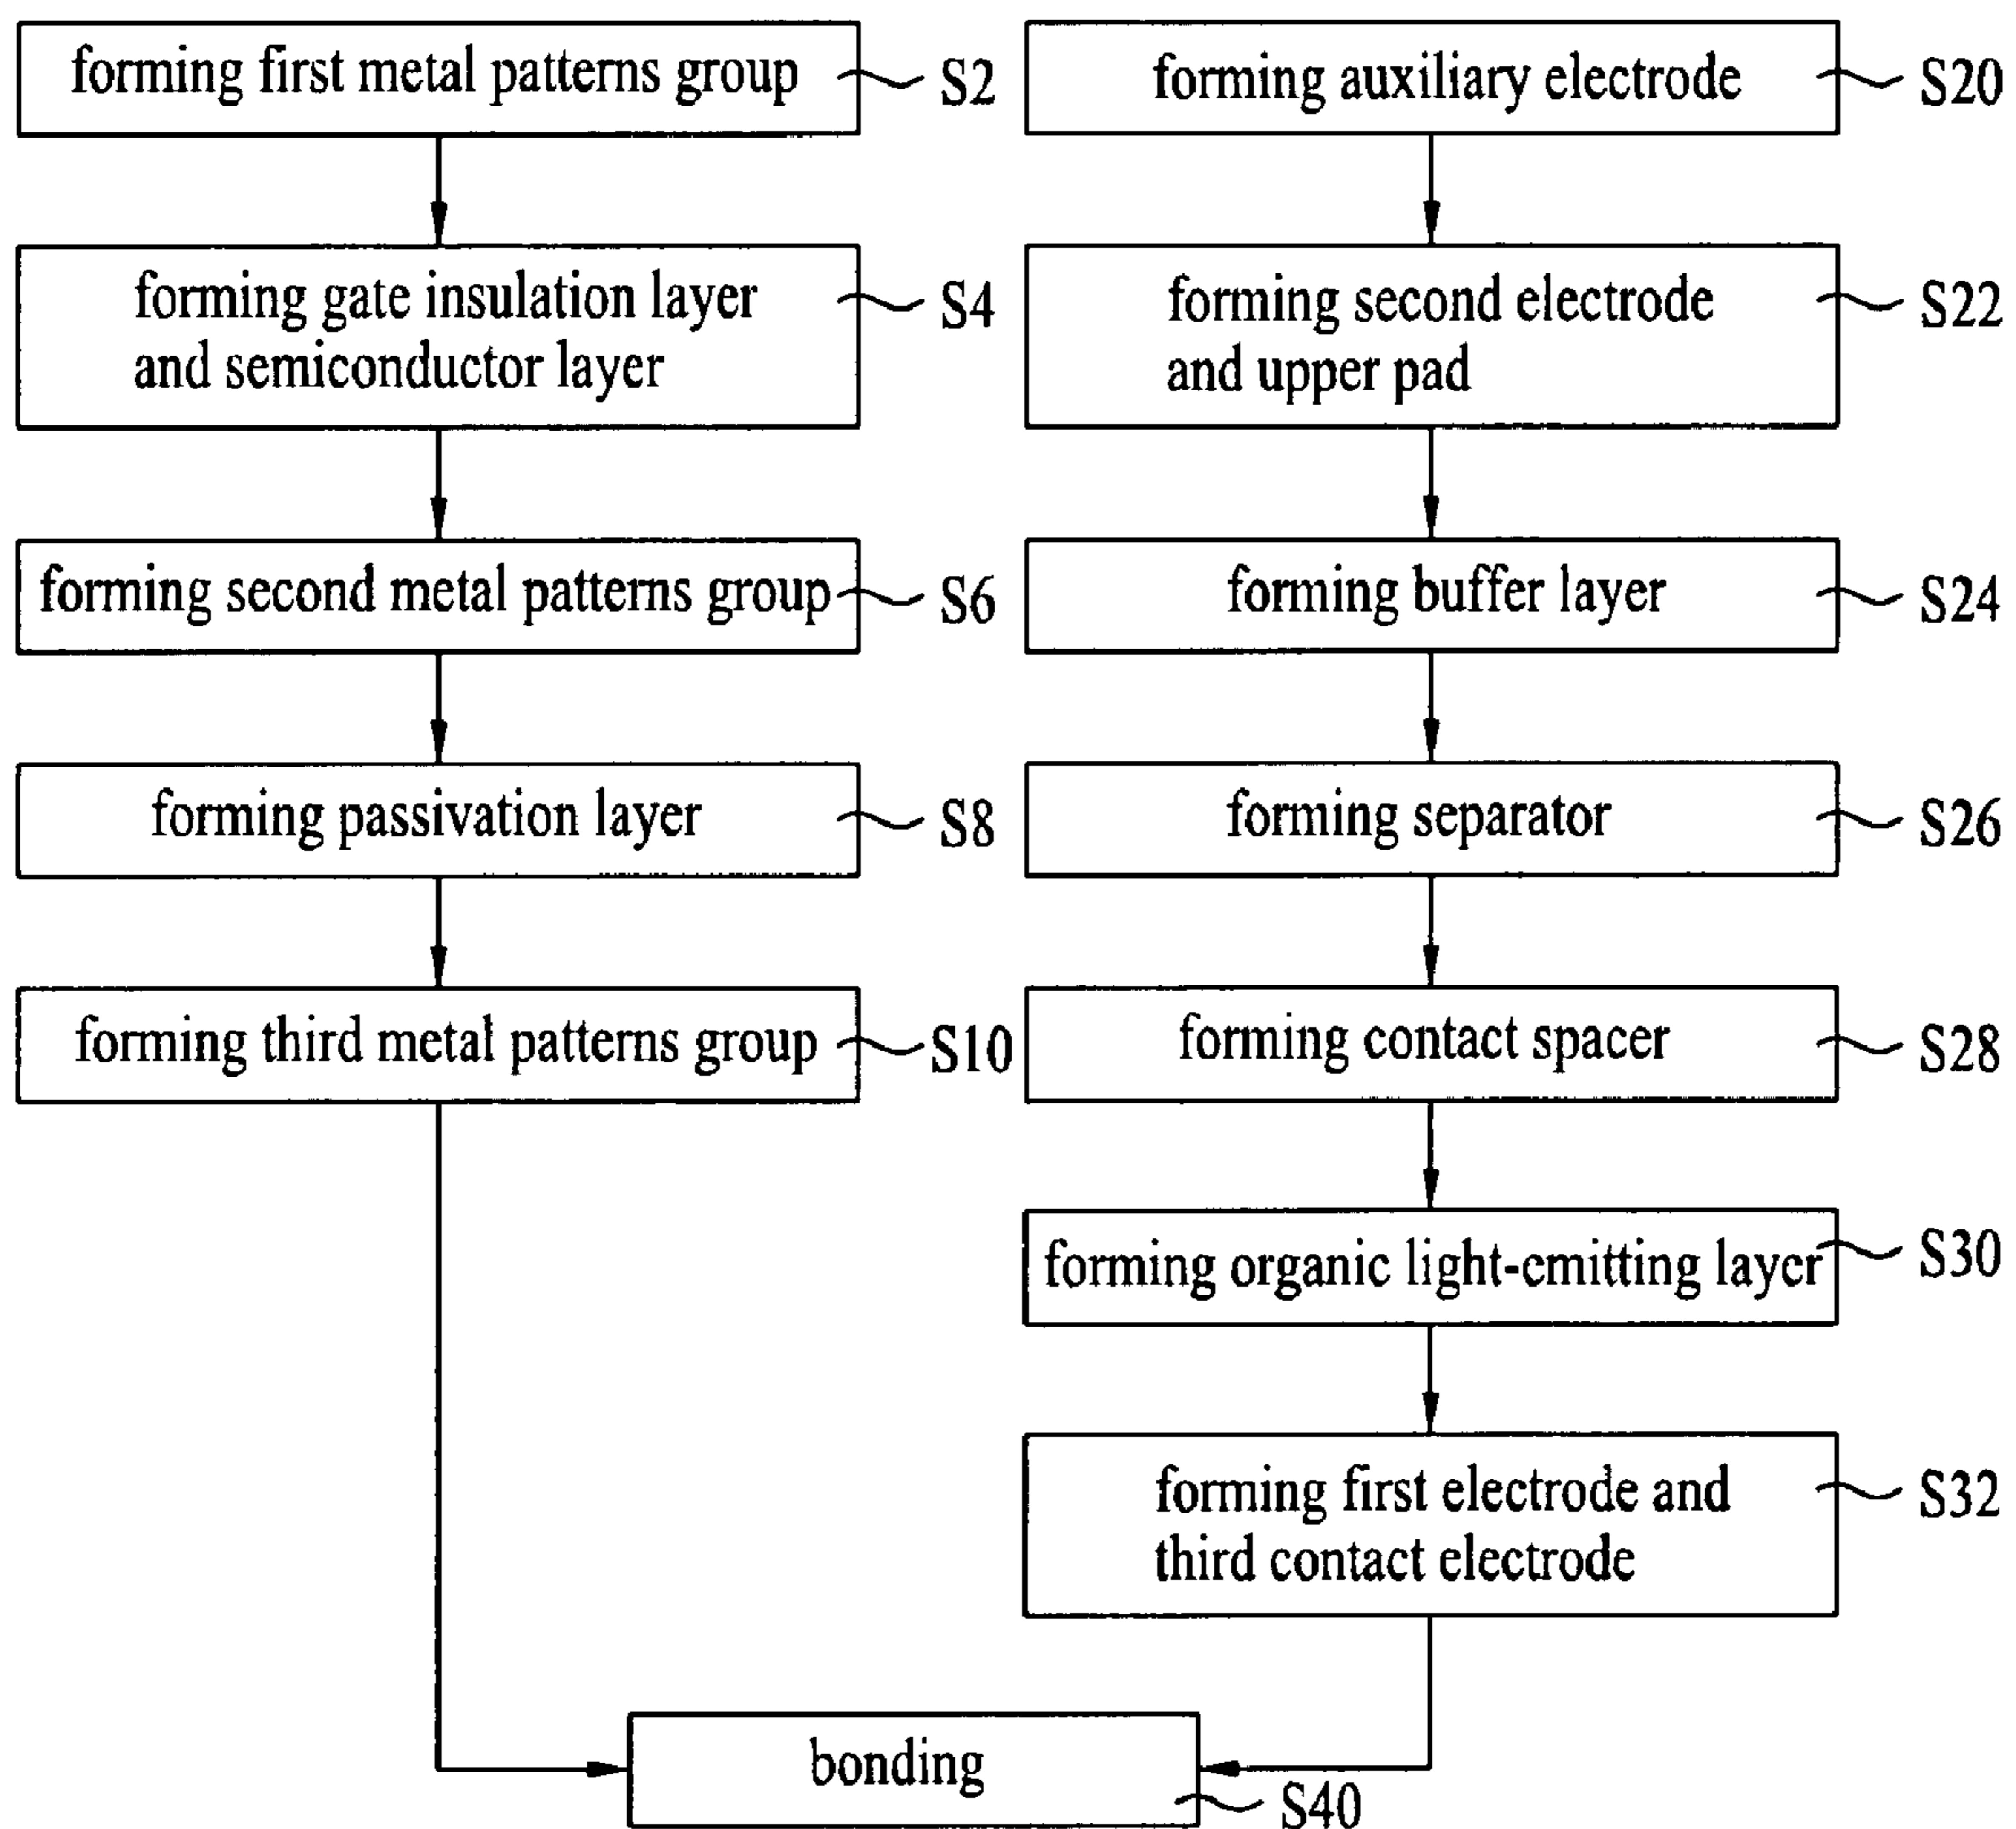 forming first metal patterns group
S2
forming gate insulation layer
and semiconductor layer
S4
forming second metal patterns group
S6
forming passivation layer
S8
forming third metal patterns group
S10
forming auxiliary electrode
S20
forming second electrode
and upper pad
S22
forming buffer layer
S24
forming separator
S26
forming contact spacer
S28
forming organic light-emitting layer
S30
forming first electrode and
third contact electrode
S32
bonding
S40